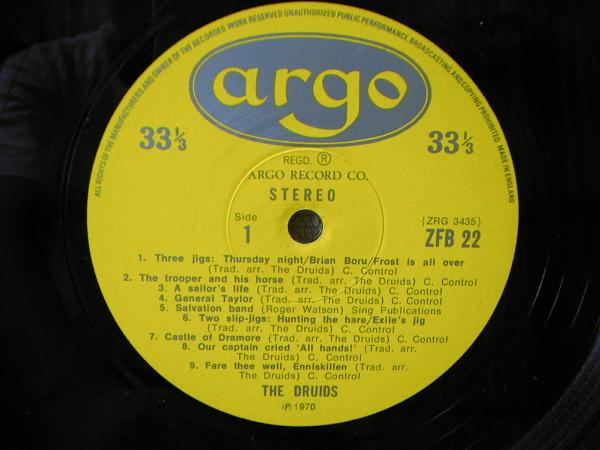 ALL RIGHTS OF THE MANUFACTURERS AND OWNER OF THE RECORDED WORK RESERVED UNAUTHORIZED PUBLIC PERFORMANCE, BROADCASTING AND COPYING PROHIBITED. MADE IN ENGLAND
argo
33⅓ 33⅓
REGD. ®
ARGO RECORD CO.
STEREO
Side {ZRG 3435}
1 ZFB 22
1. Three jigs: Thursday night/Brian Boru/Frost is all over
(Trad. arr. The Druids) C. Control
2. The trooper and his horse (Trad. arr. The Druids) C. Control
3. A sailor's life (Trad. arr. The Druids) C. Control
4. General Taylor (Trad. arr. The Druids) C. Control
5. Salvation band (Roger Watson) Sing Publications
6. Two slip-jigs: Hunting the hare/Exile's jig
(Trad. arr. The Druids) C. Control
7. Castle of Dramore (Trad. arr. The Druids) C. Control
8. Our captain cried 'All hands!' (Trad. arr.
The Druids) C. Control
9. Fare thee well, Enniskillen (Trad. arr.
The Druids) C. Control
THE DRUIDS
℗ 1970